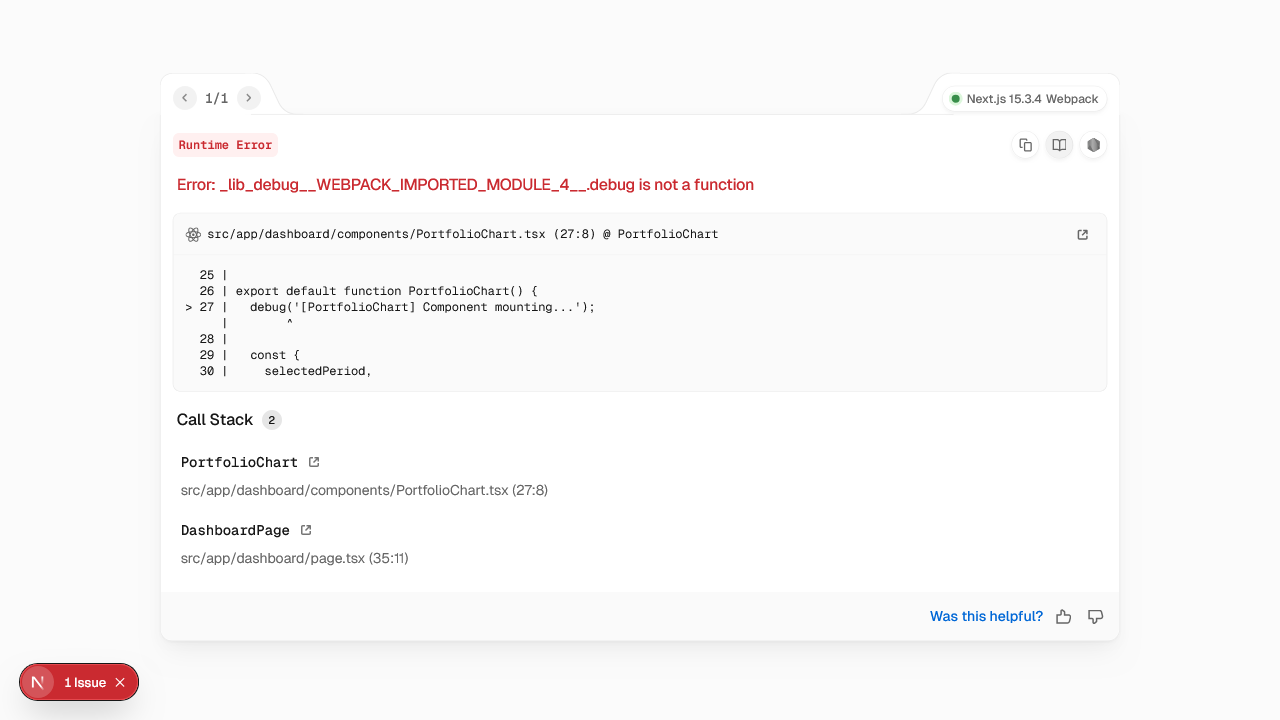 1/1
Next.js 15.3.4 Webpack
Runtime Error
Error: _lib_debug__WEBPACK_IMPORTED_MODULE_4__.debug is not a function
src/app/dashboard/components/PortfolioChart.tsx (27:8) @ PortfolioChart
  25 |
  26 | export default function PortfolioChart() {
> 27 |   debug('[PortfolioChart] Component mounting...');
     |        ^
  28 |
  29 |   const {
  30 |     selectedPeriod,
Call Stack 2
PortfolioChart
src/app/dashboard/components/PortfolioChart.tsx (27:8)
DashboardPage
src/app/dashboard/page.tsx (35:11)
Was this helpful?
N 1 Issue